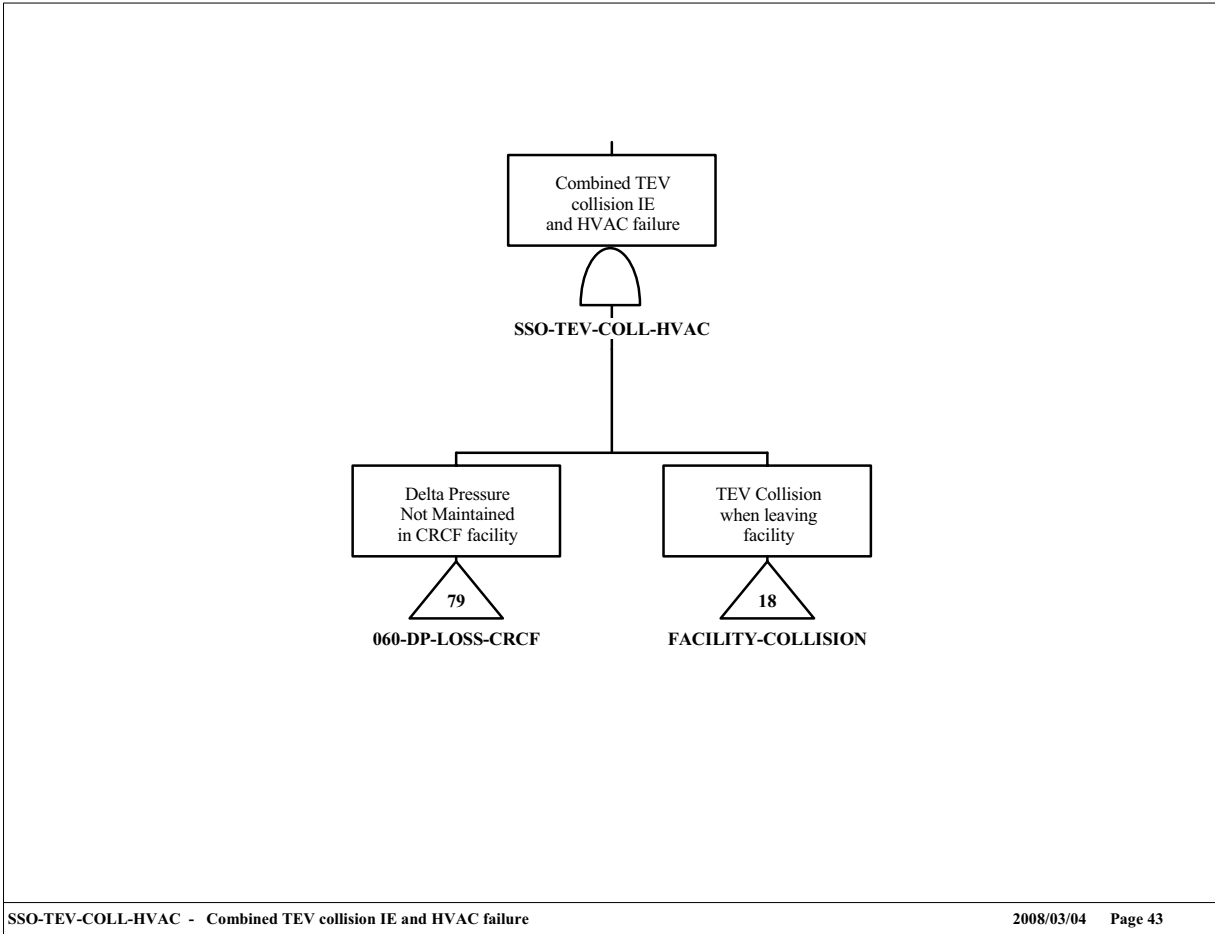 Combined TEV
collision IE
and HVAC failure
SSO-TEV-COLL-HVAC
Delta Pressure
Not Maintained
in CRCF facility
79
060-DP-LOSS-CRCF
TEV Collision
when leaving
facility
18
FACILITY-COLLISION
SSO-TEV-COLL-HVAC - Combined TEV collision IE and HVAC failure 2008/03/04 Page 43